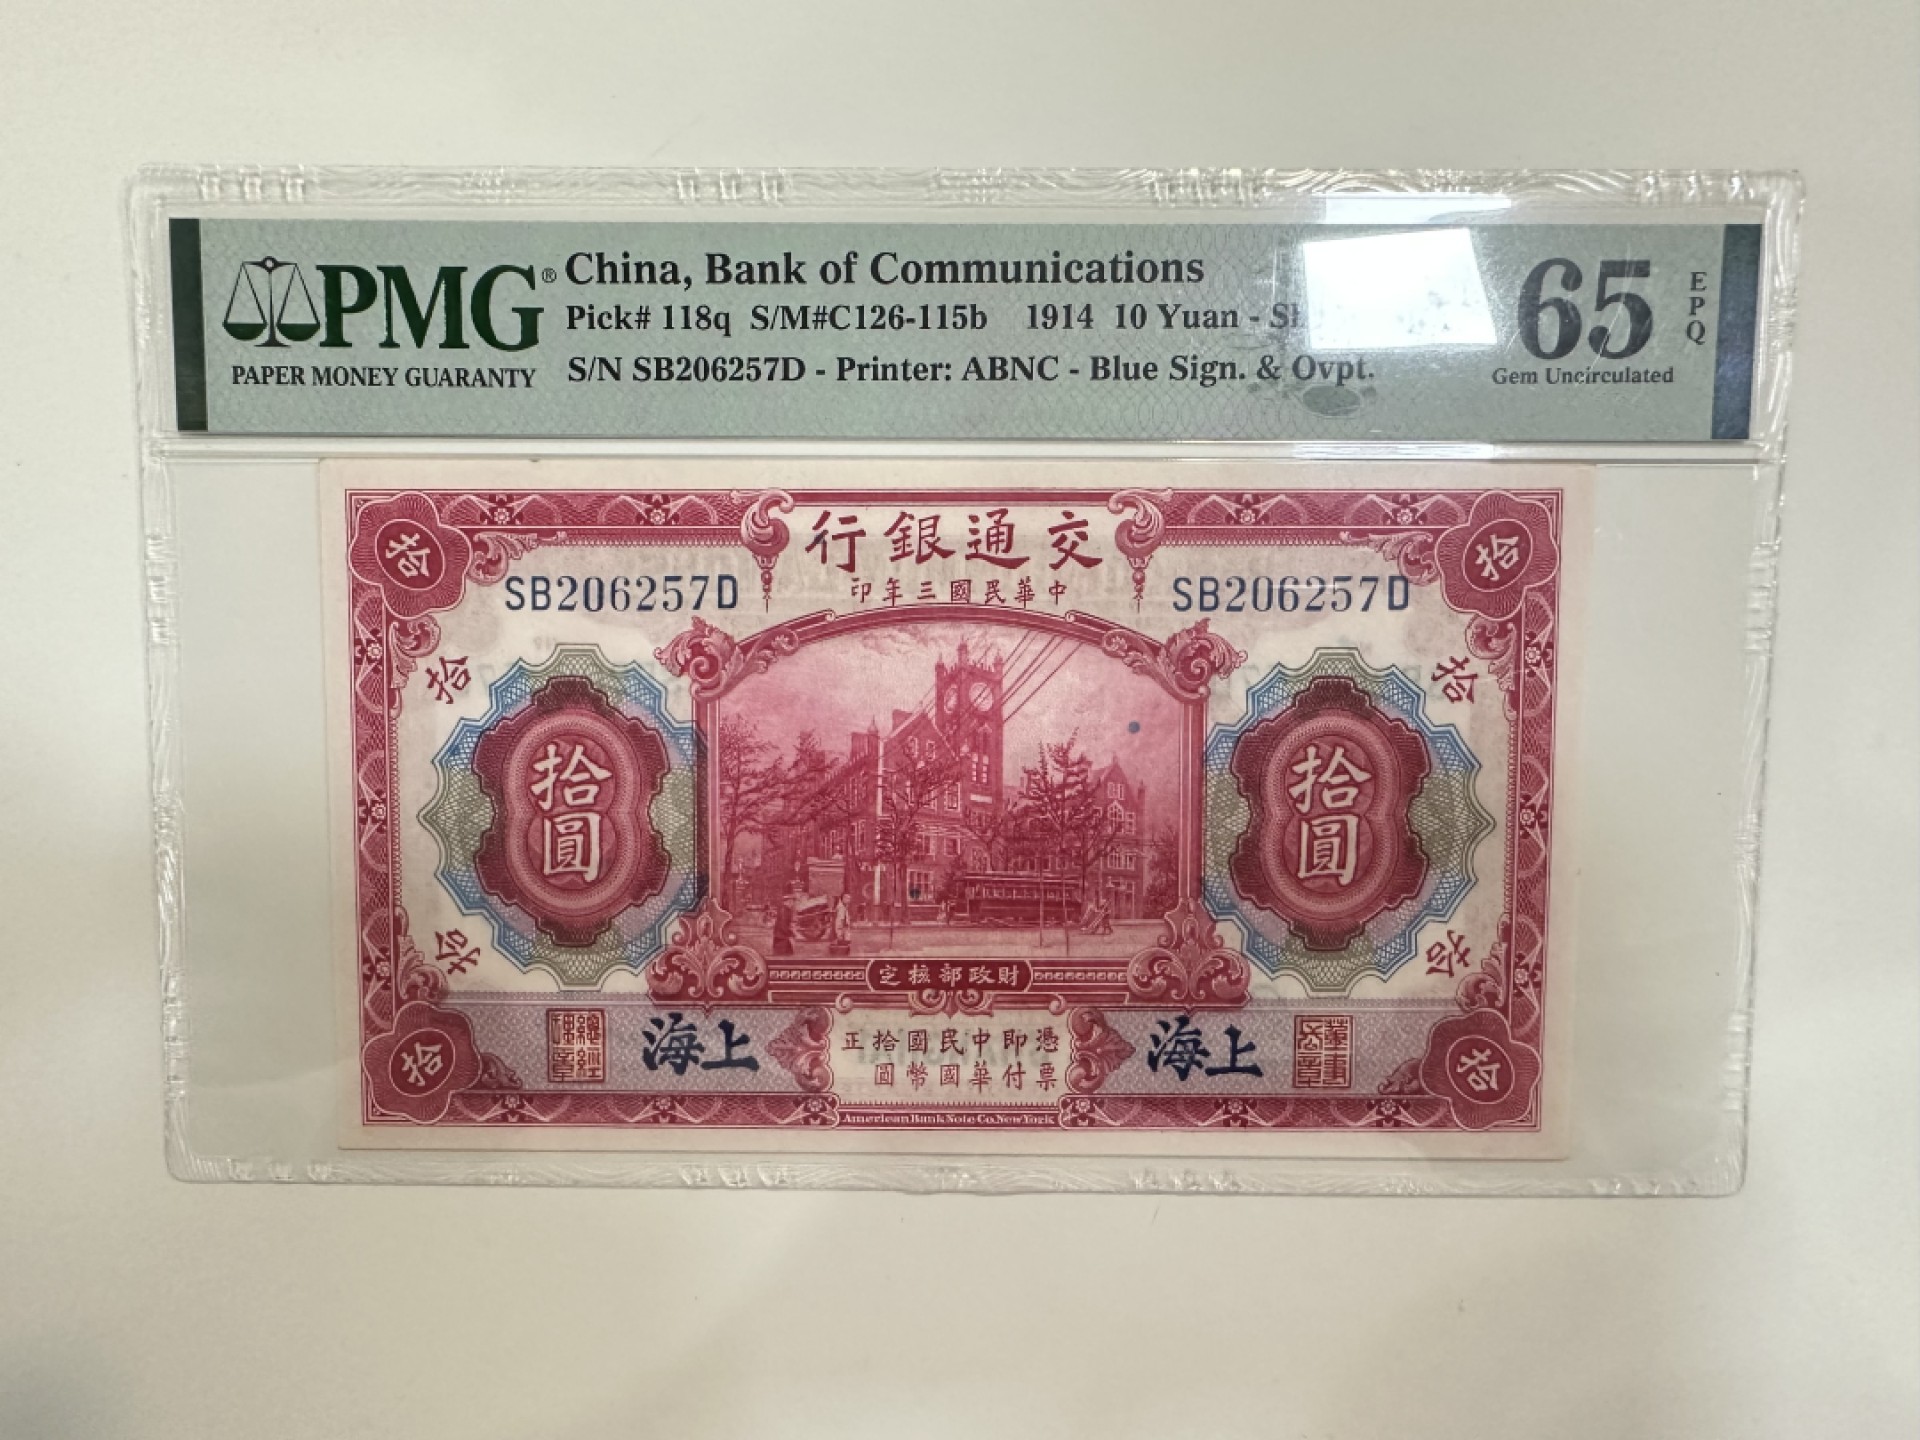 PMG®
PAPER MONEY GUARANTY
China, Bank of Communications
Pick# 118q S/M#C126-115b 1914 10 Yuan -
S/N SB206257D - Printer: ABNC - Blue Sign. & Ovpt.
65
EPQ
Gem Uncirculated
行銀通交
印年三國民華中
SB206257D SB206257D
拾 拾
拾 拾
拾圓 拾圓
拾 拾
定核部政財
海上 海上
正拾國民中即憑
圓幣國華付票
拾 拾
American Bank Note Co. New York